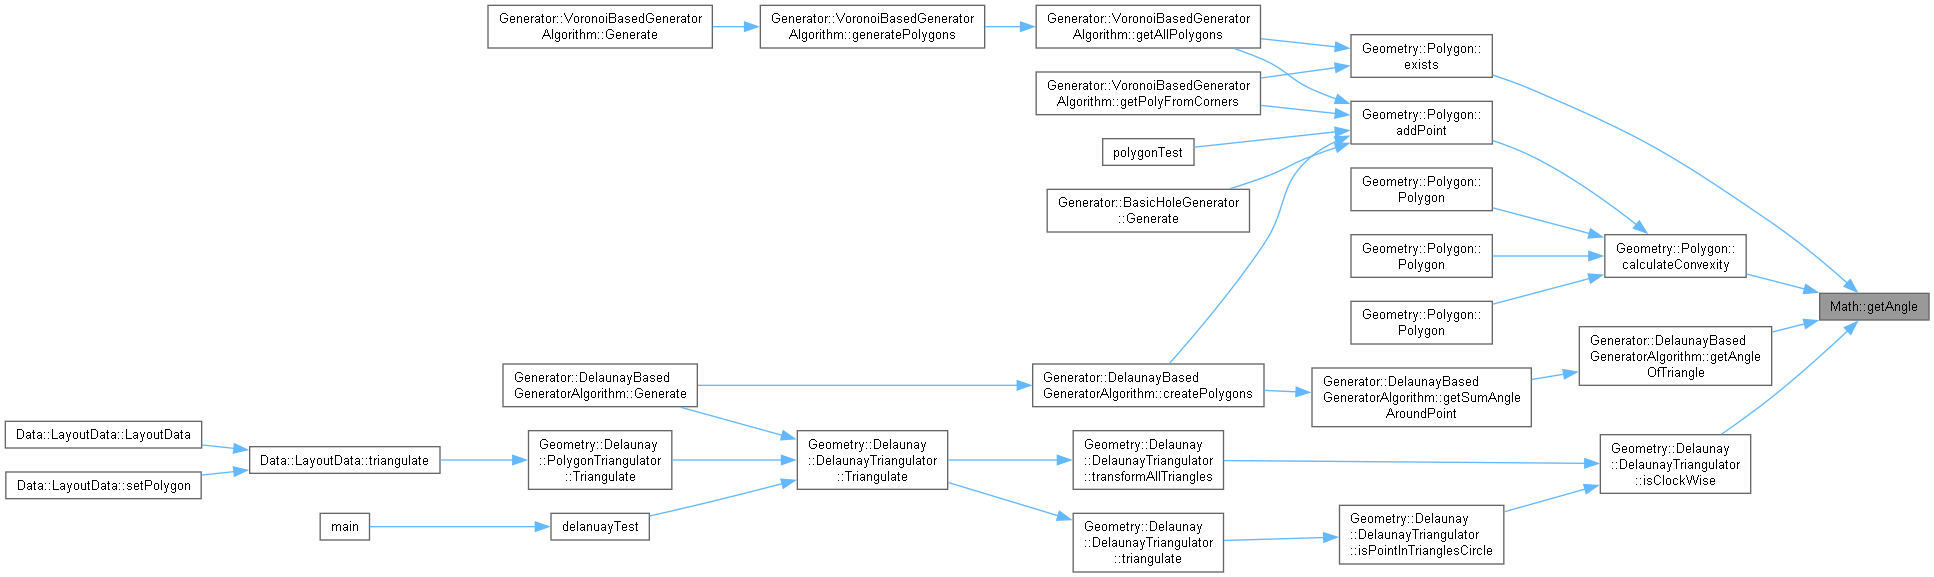 Generator::VoronoiBasedGenerator
Algorithm::Generate
Generator::VoronoiBasedGenerator
Algorithm::generatePolygons
Generator::VoronoiBasedGenerator
Algorithm::getAllPolygons
Geometry::Polygon::
exists
Generator::VoronoiBasedGenerator
Algorithm::getPolyFromCorners
Geometry::Polygon::
addPoint
polygonTest
Geometry::Polygon::
Polygon
Generator::BasicHoleGenerator
::Generate
Geometry::Polygon::
Polygon
Geometry::Polygon::
calculateConvexity
Geometry::Polygon::
Polygon
Math::getAngle
Generator::DelaunayBased
GeneratorAlgorithm::getAngle
OfTriangle
Generator::DelaunayBased
GeneratorAlgorithm::Generate
Generator::DelaunayBased
GeneratorAlgorithm::createPolygons
Generator::DelaunayBased
GeneratorAlgorithm::getSumAngle
AroundPoint
Data::LayoutData::LayoutData
Data::LayoutData::setPolygon
Data::LayoutData::triangulate
Geometry::Delaunay
::PolygonTriangulator
::Triangulate
Geometry::Delaunay
::DelaunayTriangulator
::Triangulate
Geometry::Delaunay
::DelaunayTriangulator
::transformAllTriangles
Geometry::Delaunay
::DelaunayTriangulator
::isClockWise
main
delanuayTest
Geometry::Delaunay
::DelaunayTriangulator
::triangulate
Geometry::Delaunay
::DelaunayTriangulator
::isPointInTrianglesCircle